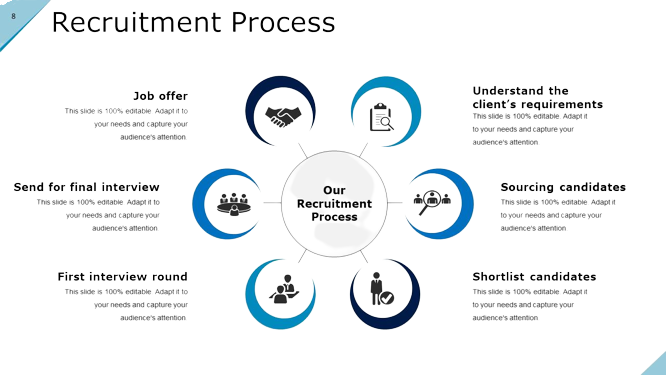 8
Recruitment Process
Job offer
This slide is 100% editable. Adapt it to
your needs and capture your
audience's attention.
Send for final interview
This slide is 100% editable. Adapt it to
your needs and capture your
audience's attention.
First interview round
This slide is 100% editable. Adapt it to
your needs and capture your
audience's attention.
Our
Recruitment
Process
Understand the
client's requirements
This slide is 100% editable. Adapt it
to your needs and capture your
audience's attention.
Sourcing candidates
This slide is 100% editable. Adapt it
to your needs and capture your
audience's attention.
Shortlist candidates
This slide is 100% editable. Adapt it
to your needs and capture your
audience's attention.